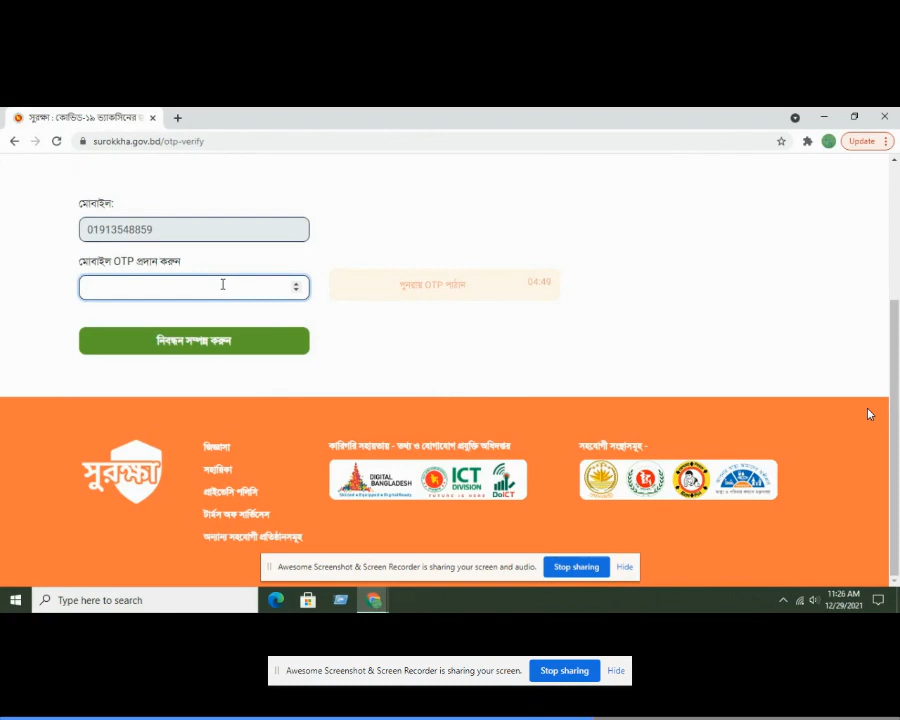 সুরক্ষা : কোভিড-১৯ ভ্যাকসিনের
surokkha.gov.bd/otp-verify
Update
মোবাইল:
01913548859
মোবাইল OTP প্রদান করুন
পুনরায় OTP পাঠান 04:49
নিবন্ধন সম্পন্ন করুন
সুরক্ষা
জিজ্ঞাসা
সহায়িকা
প্রাইভেসি পলিসি
টার্মস অফ সার্ভিসেস
অন্যান্য সহযোগী প্রতিষ্ঠানসমূহ
কারিগরি সহায়তায় - তথ্য ও যোগাযোগ প্রযুক্তি অধিদপ্তর
DIGITAL
BANGLADESH
ICT
DIVISION
FUTURE IS HERE
DoICT
সহযোগী সংস্থাসমূহ -
Awesome Screenshot & Screen Recorder is sharing your screen and audio. Stop sharing Hide
Type here to search
11:26 AM
12/29/2021
Awesome Screenshot & Screen Recorder is sharing your screen. Stop sharing Hide